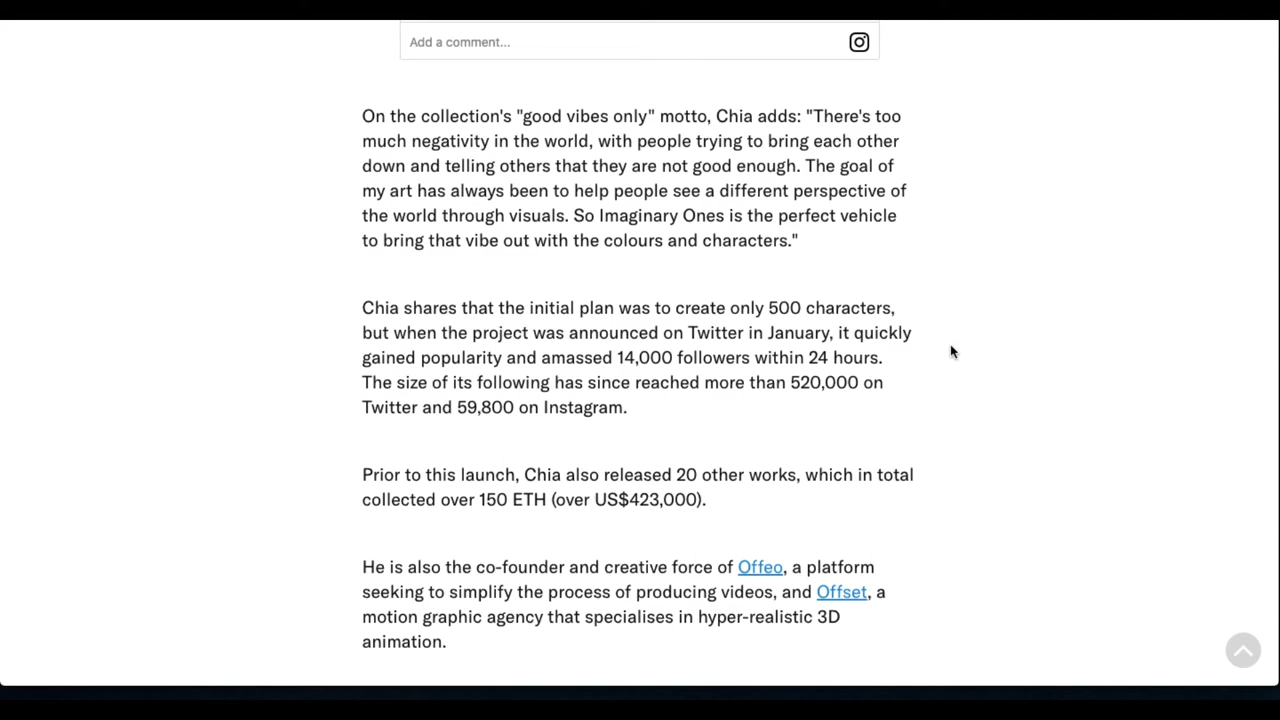 Add a comment...
On the collection's "good vibes only" motto, Chia adds: "There's too
much negativity in the world, with people trying to bring each other
down and telling others that they are not good enough. The goal of
my art has always been to help people see a different perspective of
the world through visuals. So Imaginary Ones is the perfect vehicle
to bring that vibe out with the colours and characters."
Chia shares that the initial plan was to create only 500 characters,
but when the project was announced on Twitter in January, it quickly
gained popularity and amassed 14,000 followers within 24 hours.
The size of its following has since reached more than 520,000 on
Twitter and 59,800 on Instagram.
Prior to this launch, Chia also released 20 other works, which in total
collected over 150 ETH (over US$423,000).
He is also the co-founder and creative force of Offeo, a platform
seeking to simplify the process of producing videos, and Offset, a
motion graphic agency that specialises in hyper-realistic 3D
animation.